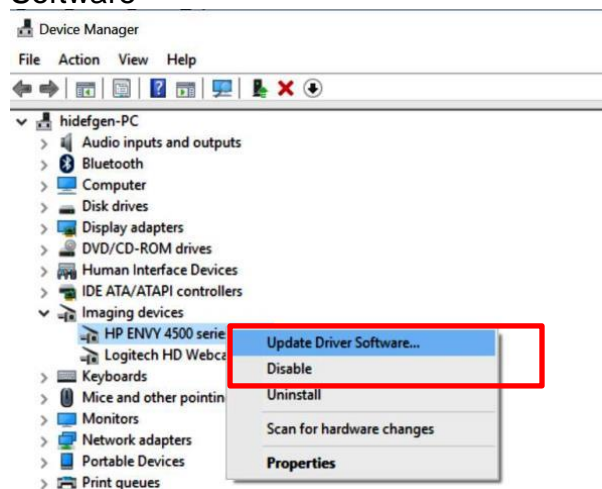 Software
Device Manager
File Action View Help
hidefgen-PC
Audio inputs and outputs
Bluetooth
Computer
Disk drives
Display adapters
DVD/CD-ROM drives
Human Interface Devices
IDE ATA/ATAPI controllers
Imaging devices
HP ENVY 4500 serie
Logitech HD Webca
Keyboards
Mice and other pointin
Monitors
Network adapters
Portable Devices
Print queues
Update Driver Software...
Disable
Uninstall
Scan for hardware changes
Properties